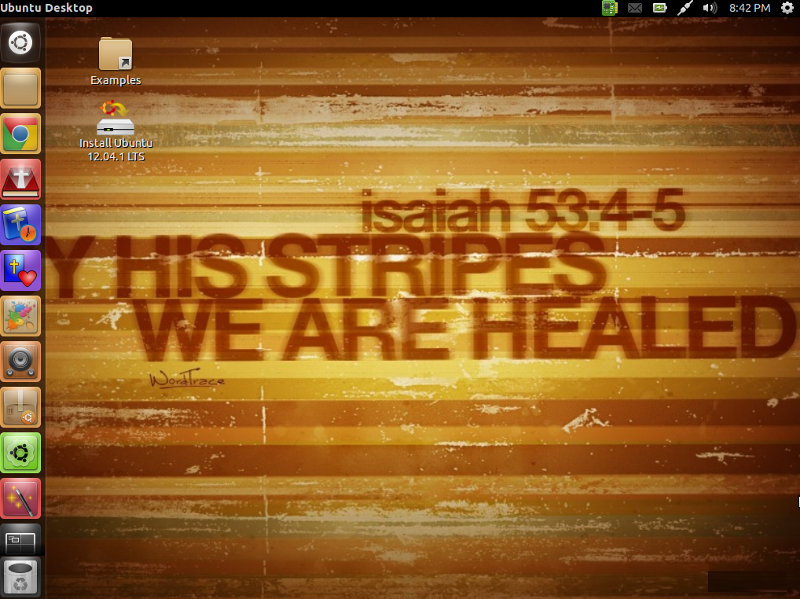 Ubuntu Desktop
8:42 PM
Examples
Install Ubuntu
12.04.1 LTS
isaiah 53:4-5
Y HIS STRIPES
WE ARE HEALED
WordTrace